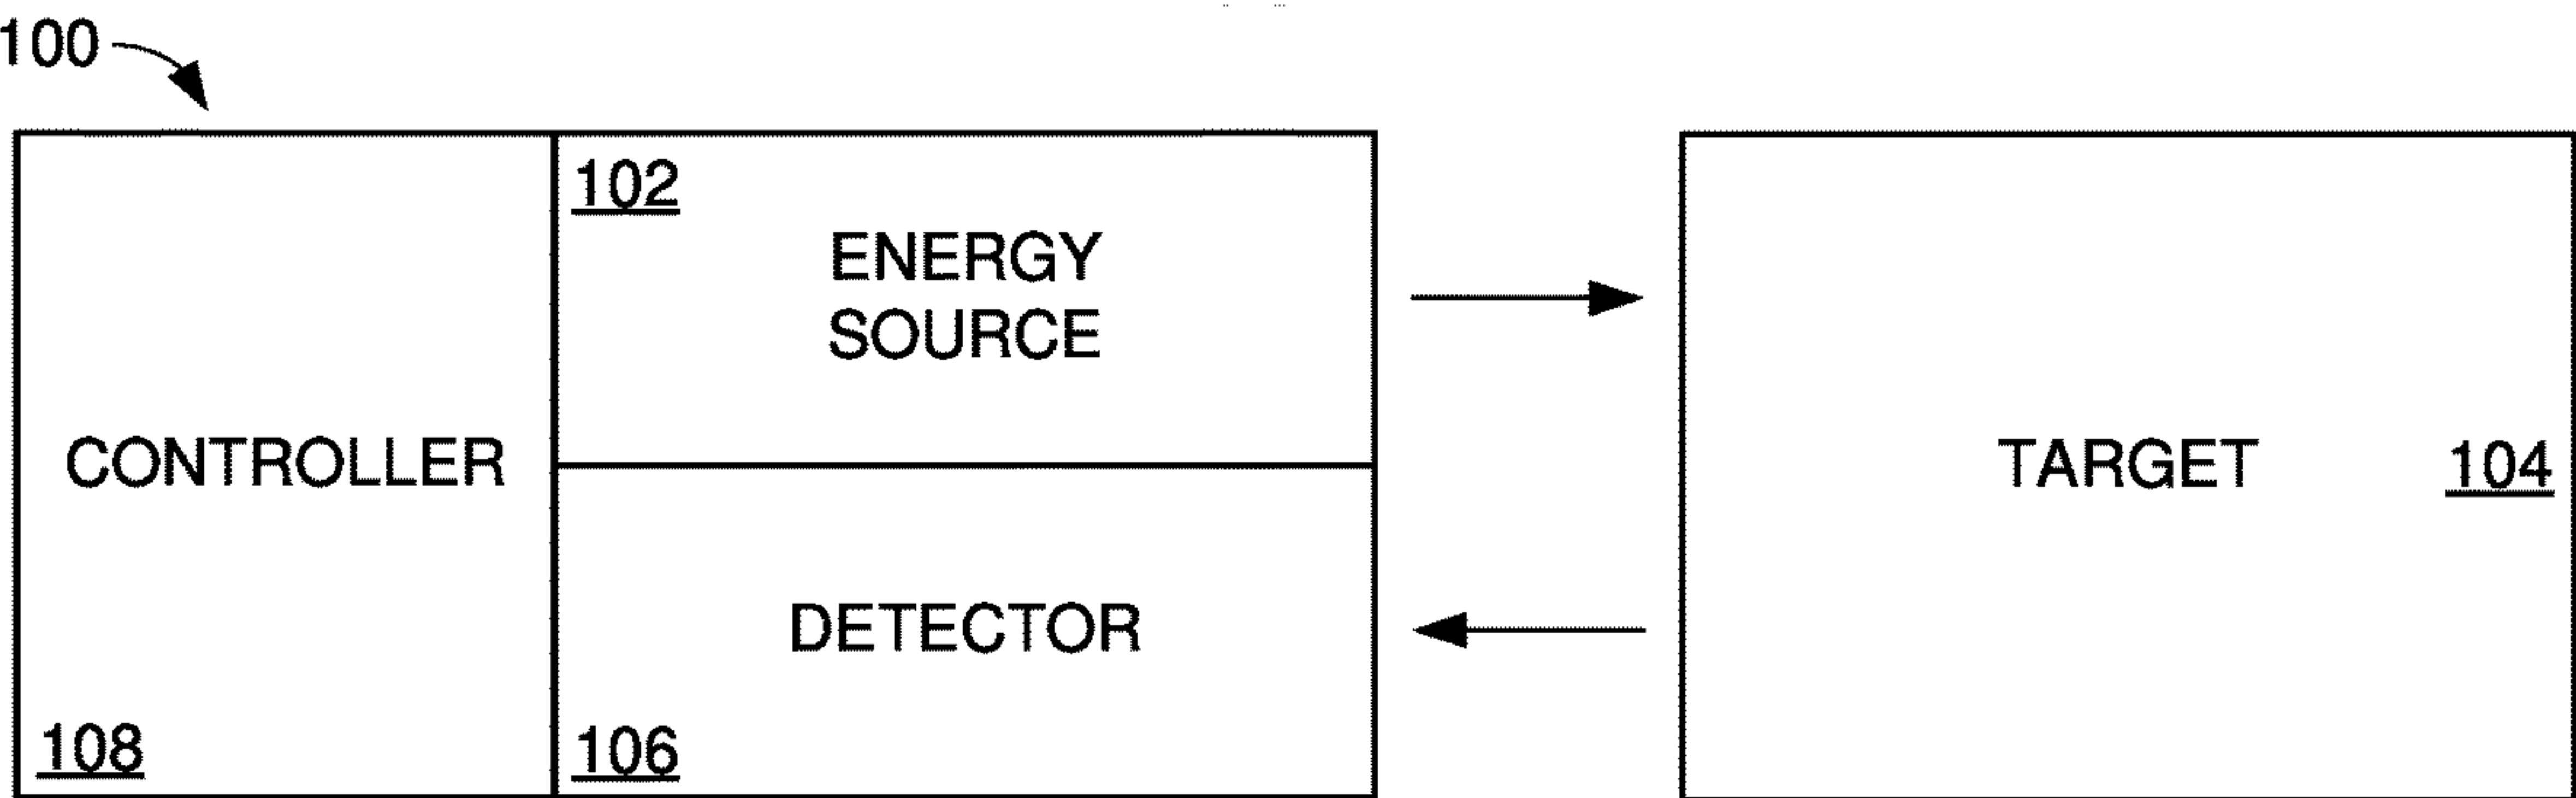 100
102
ENERGY
SOURCE
CONTROLLER
TARGET
104
DETECTOR
108
106